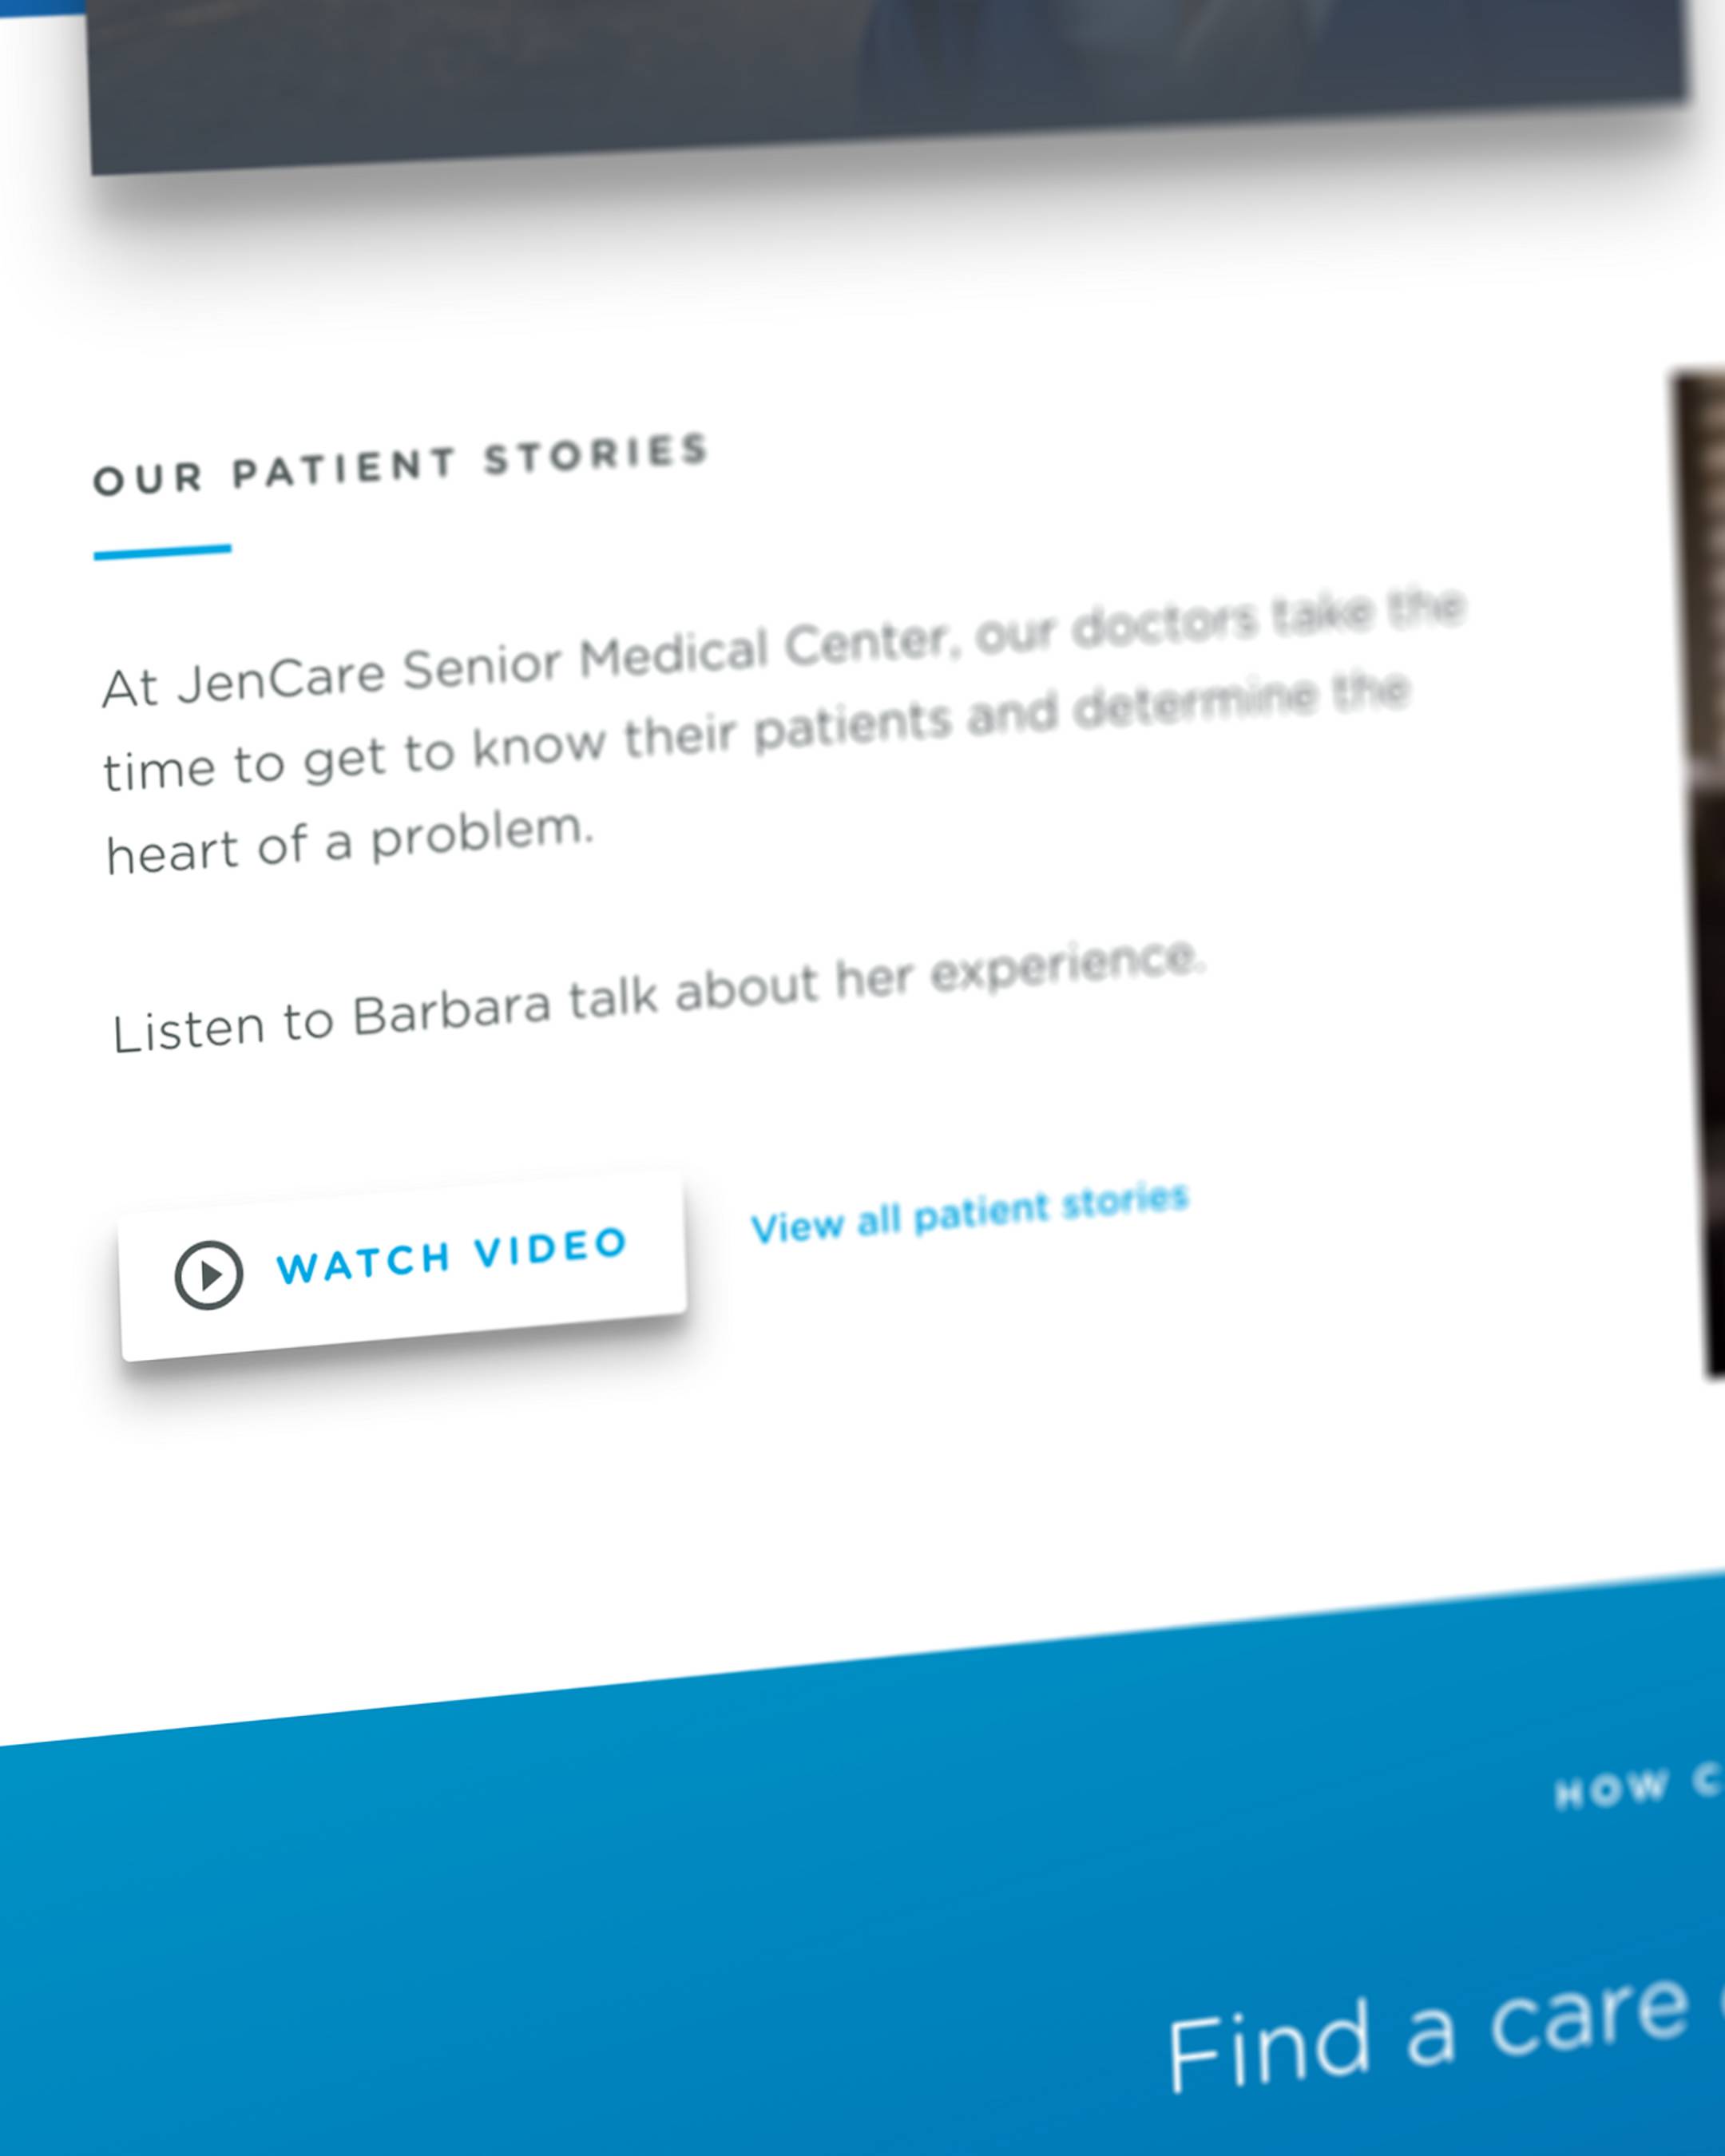 OUR PATIENT STORIES
At JenCare Senior Medical Center, our doctors take the
time to get to know their patients and determine the
heart of a problem.
Listen to Barbara talk about her experience.
WATCH VIDEO
View all patient stories
HOW C
Find a care